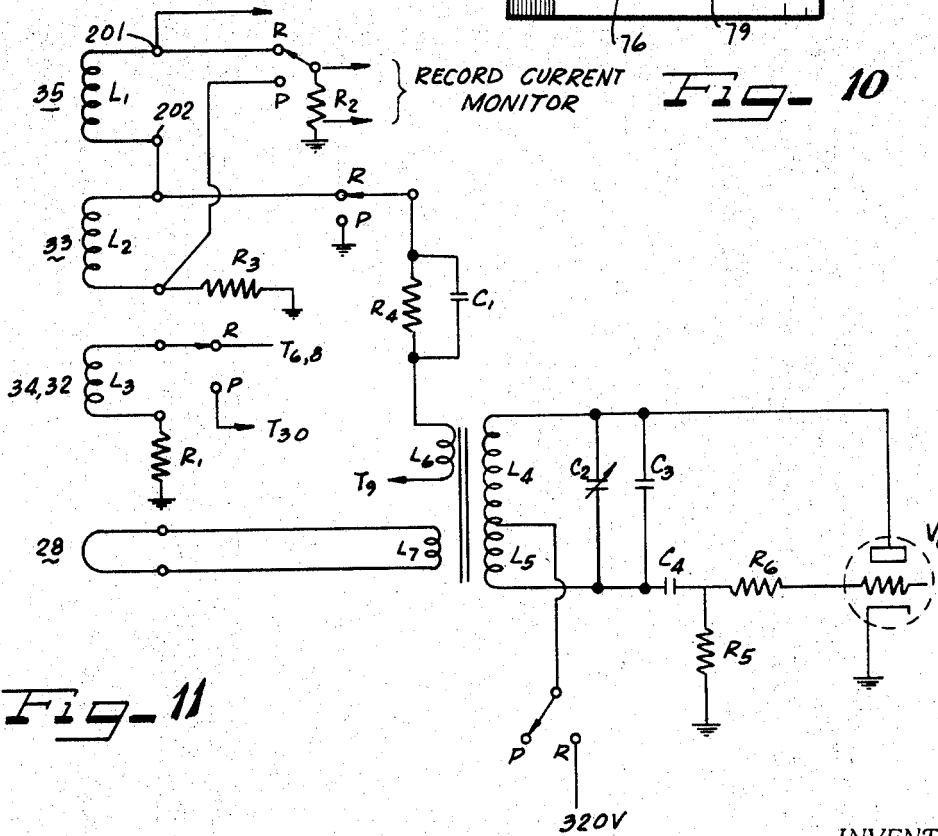 76
79
Fig- 10
201
R
P
35
L1
202
R2
RECORD CURRENT
MONITOR
R
P
33
L2
R3
R4
C1
34,32
L3
R
T6,8
P
T30
R1
L6
T9
L4
C2
C3
28
L7
L5
C4
R6
R5
Fig- 11
P
R
320V